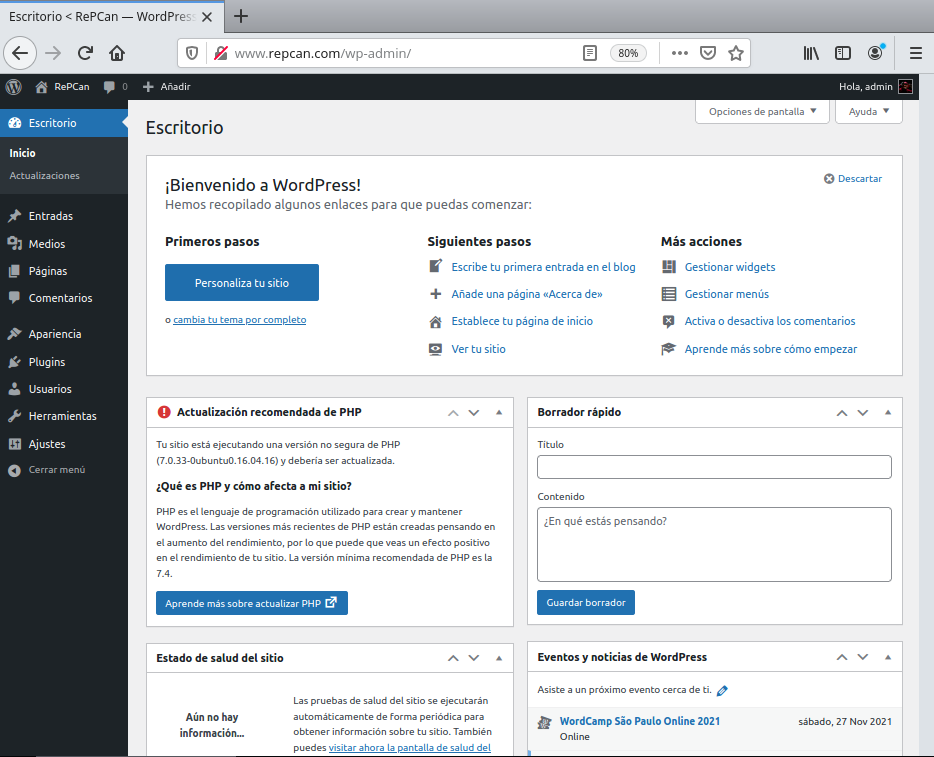 Escritorio < RePCan — WordPres
www.repcan.com/wp-admin/
80%
RePCan
0
Añadir
Hola, admin
Escritorio
Inicio
Actualizaciones
Entradas
Medios
Páginas
Comentarios
Apariencia
Plugins
Usuarios
Herramientas
Ajustes
Cerrar menú
Opciones de pantalla
Ayuda
Escritorio
¡Bienvenido a WordPress!
Descartar
Hemos recopilado algunos enlaces para que puedas comenzar:
Primeros pasos
Personaliza tu sitio
o cambia tu tema por completo
Siguientes pasos
Escribe tu primera entrada en el blog
Añade una página «Acerca de»
Establece tu página de inicio
Ver tu sitio
Más acciones
Gestionar widgets
Gestionar menús
Activa o desactiva los comentarios
Aprende más sobre cómo empezar
Actualización recomendada de PHP
Tu sitio está ejecutando una versión no segura de PHP
(7.0.33-0ubuntu0.16.04.16) y debería ser actualizada.
¿Qué es PHP y cómo afecta a mi sitio?
PHP es el lenguaje de programación utilizado para crear y mantener
WordPress. Las versiones más recientes de PHP están creadas pensando en
el aumento del rendimiento, por lo que puede que veas un efecto positivo
en el rendimiento de tu sitio. La versión mínima recomendada de PHP es la
7.4.
Aprende más sobre actualizar PHP
Estado de salud del sitio
Aún no hay
información...
Las pruebas de salud del sitio se ejecutarán
automáticamente de forma periódica para
obtener información sobre tu sitio. También
puedes visitar ahora la pantalla de salud del
Borrador rápido
Título
Contenido
¿En qué estás pensando?
Guardar borrador
Eventos y noticias de WordPress
Asiste a un próximo evento cerca de ti.
WordCamp São Paulo Online 2021
sábado, 27 Nov 2021
Online